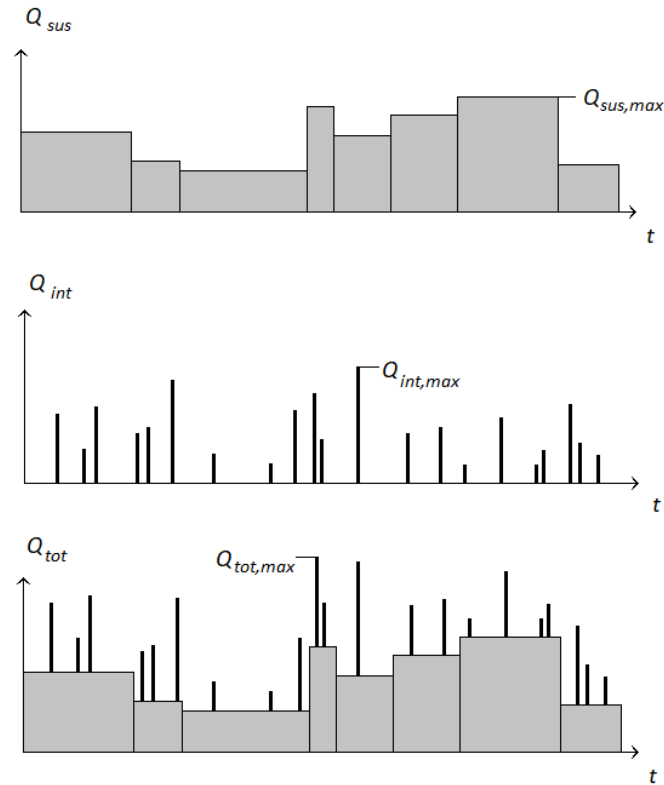 Q sus
Q sus,max
t
Q int
Q int,max
t
Q tot
Q tot,max
t